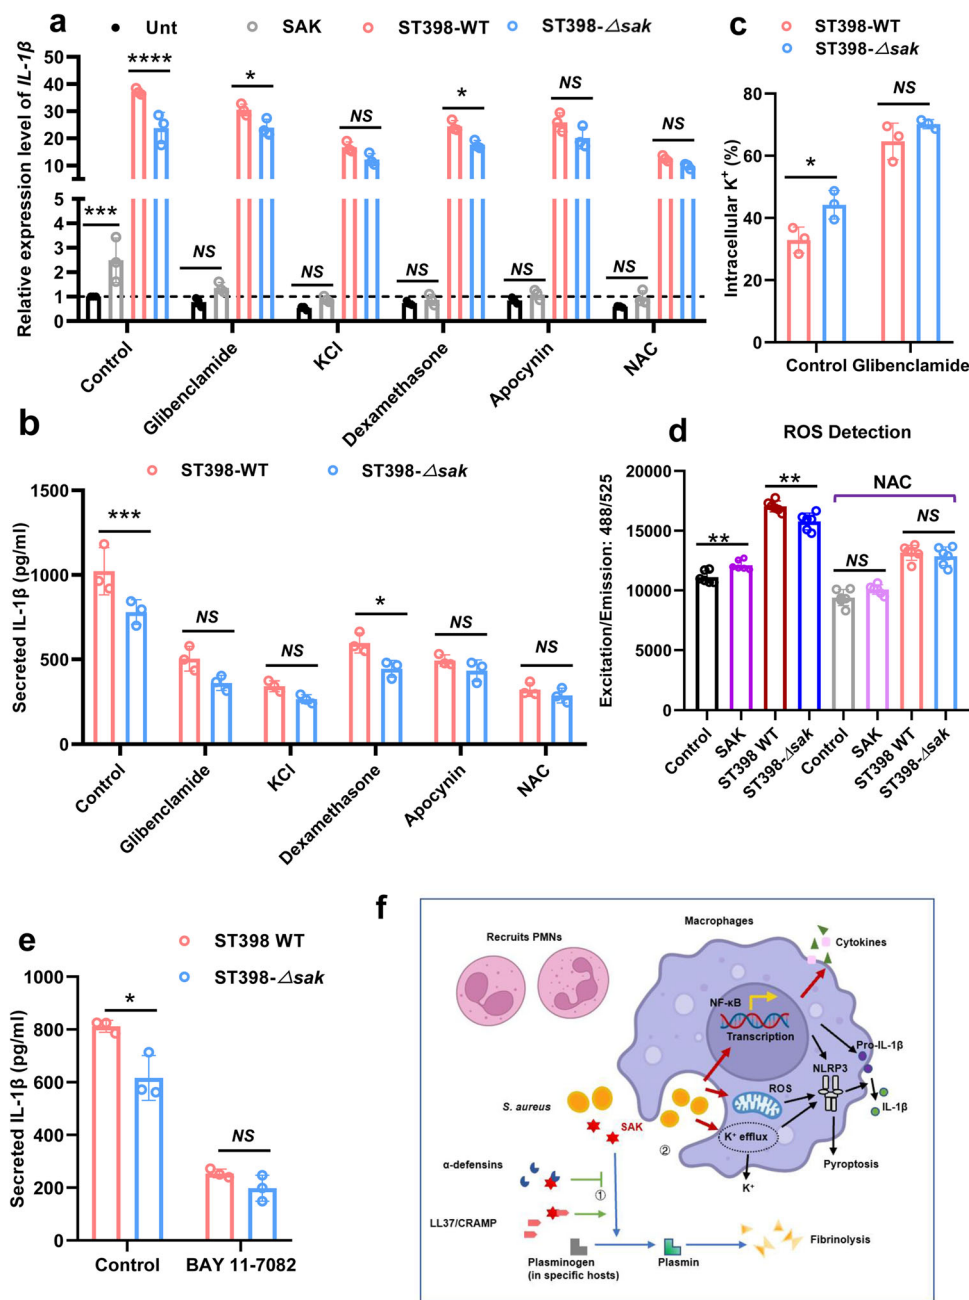 a
Unt
SAK
ST398-WT
ST398-Δsak
Relative expression level of IL-1β
50
40
30
20
10
5
4
3
2
1
0
***
****
NS
*
NS
NS
NS
*
NS
NS
NS
NS
Control
Glibenclamide
KCl
Dexamethasone
Apocynin
NAC
b
ST398-WT
ST398-Δsak
Secreted IL-1β (pg/ml)
1500
1000
500
0
***
NS
NS
*
NS
NS
Control
Glibenclamide
KCl
Dexamethasone
Apocynin
NAC
c
ST398-WT
ST398-Δsak
Intracellular K⁺ (%)
100
80
60
40
20
0
*
NS
Control Glibenclamide
d
ROS Detection
Excitation/Emission: 488/525
20000
15000
10000
5000
0
**
**
NAC
NS
NS
Control
SAK
ST398 WT
ST398-Δsak
Control
SAK
ST398 WT
ST398-Δsak
e
ST398 WT
ST398-Δsak
Secreted IL-1β (pg/ml)
1000
800
600
400
200
0
*
NS
Control
BAY 11-7082
f
Recruits PMNs
Macrophages
Cytokines
NF-κB
Transcription
Pro-IL-1β
NLRP3
ROS
IL-1β
S. aureus
SAK
②
K⁺ efflux
Pyroptosis
K⁺
α-defensins
①
LL37/CRAMP
Plasminogen
(in specific hosts)
Plasmin
Fibrinolysis